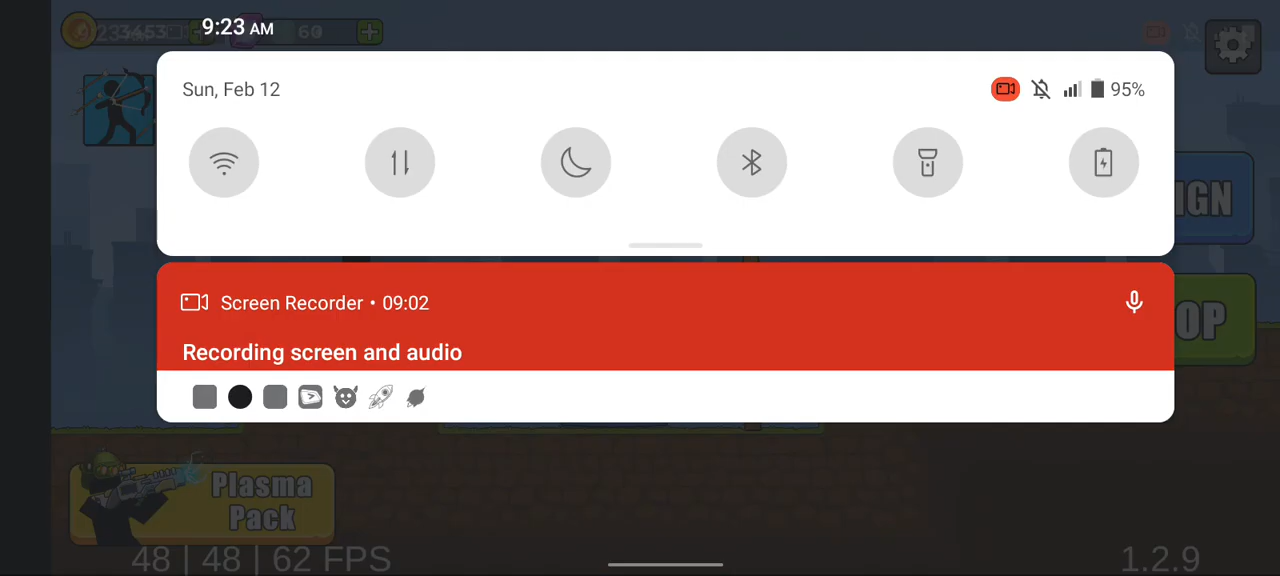 9:23 AM
60
Sun, Feb 12
95%
IGN
Screen Recorder • 09:02
OP
Recording screen and audio
Plasma
Pack
48 | 48 | 62 FPS
1.2.9